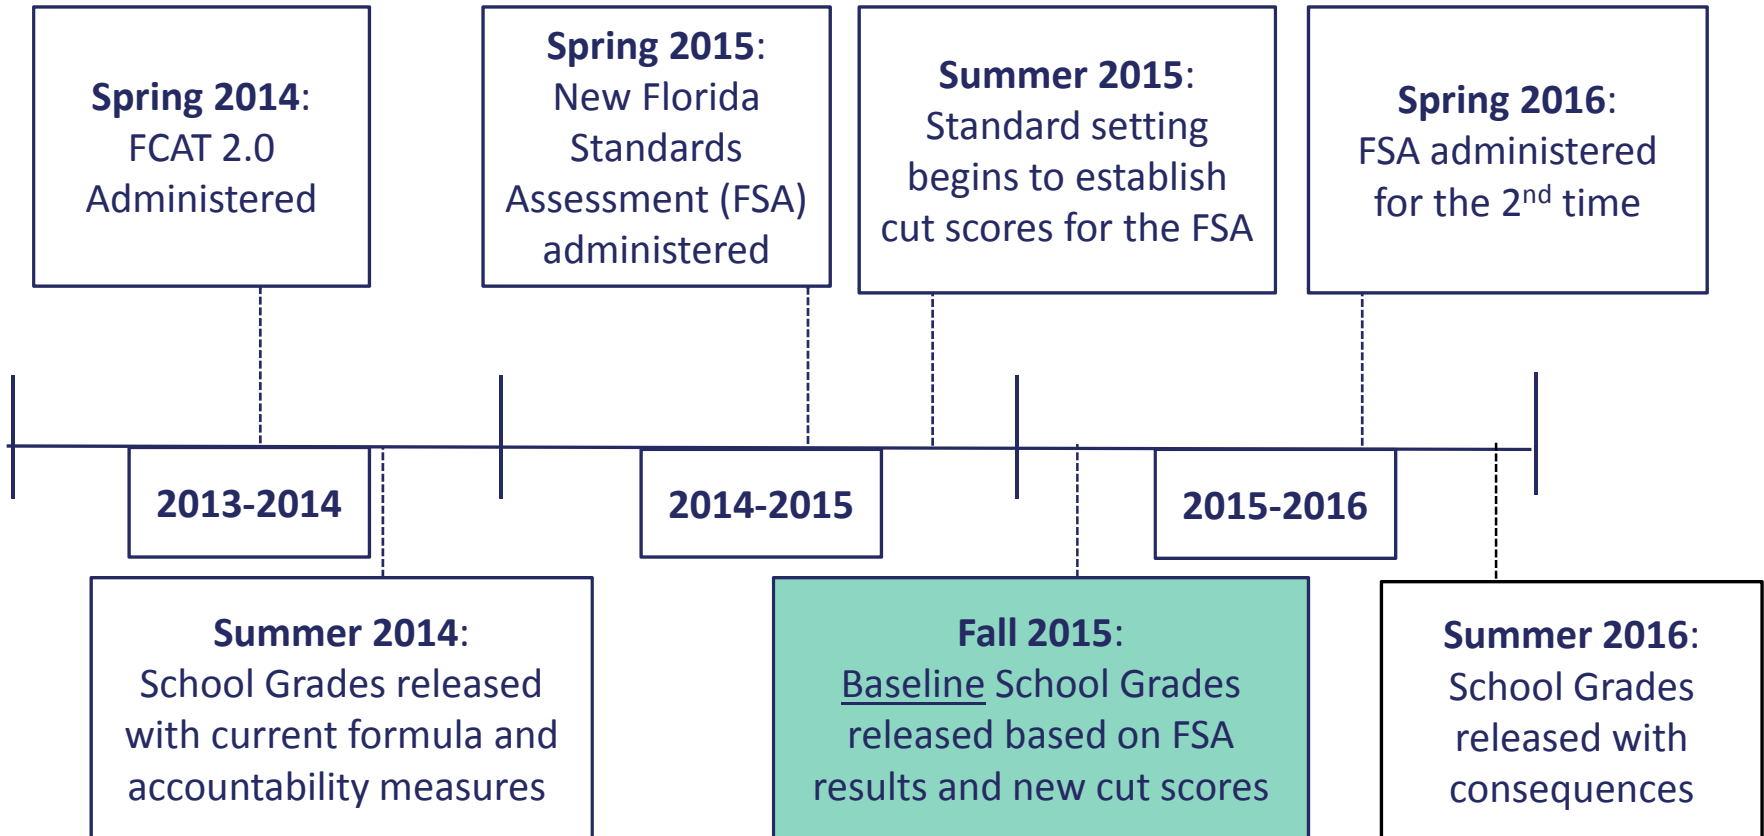 Spring 2014:
FCAT 2.0
Administered
Spring 2015:
New Florida
Standards
Assessment (FSA)
administered
Summer 2015:
Standard setting
begins to establish
cut scores for the FSA
Spring 2016:
FSA administered
for the 2nd time
2013-2014
2014-2015
2015-2016
Summer 2014:
School Grades released
with current formula and
accountability measures
Fall 2015:
Baseline School Grades
released based on FSA
results and new cut scores
Summer 2016:
School Grades
released with
consequences